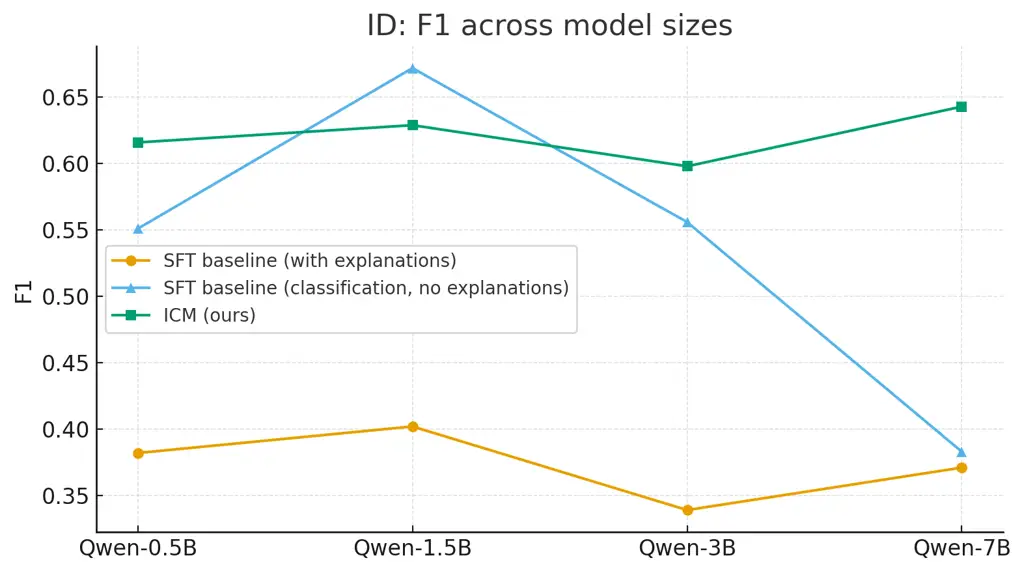 ID: F1 across model sizes
F1
0.65
0.60
0.55
0.50
0.45
0.40
0.35
SFT baseline (with explanations)
SFT baseline (classification, no explanations)
ICM (ours)
Qwen-0.5B
Qwen-1.5B
Qwen-3B
Qwen-7B